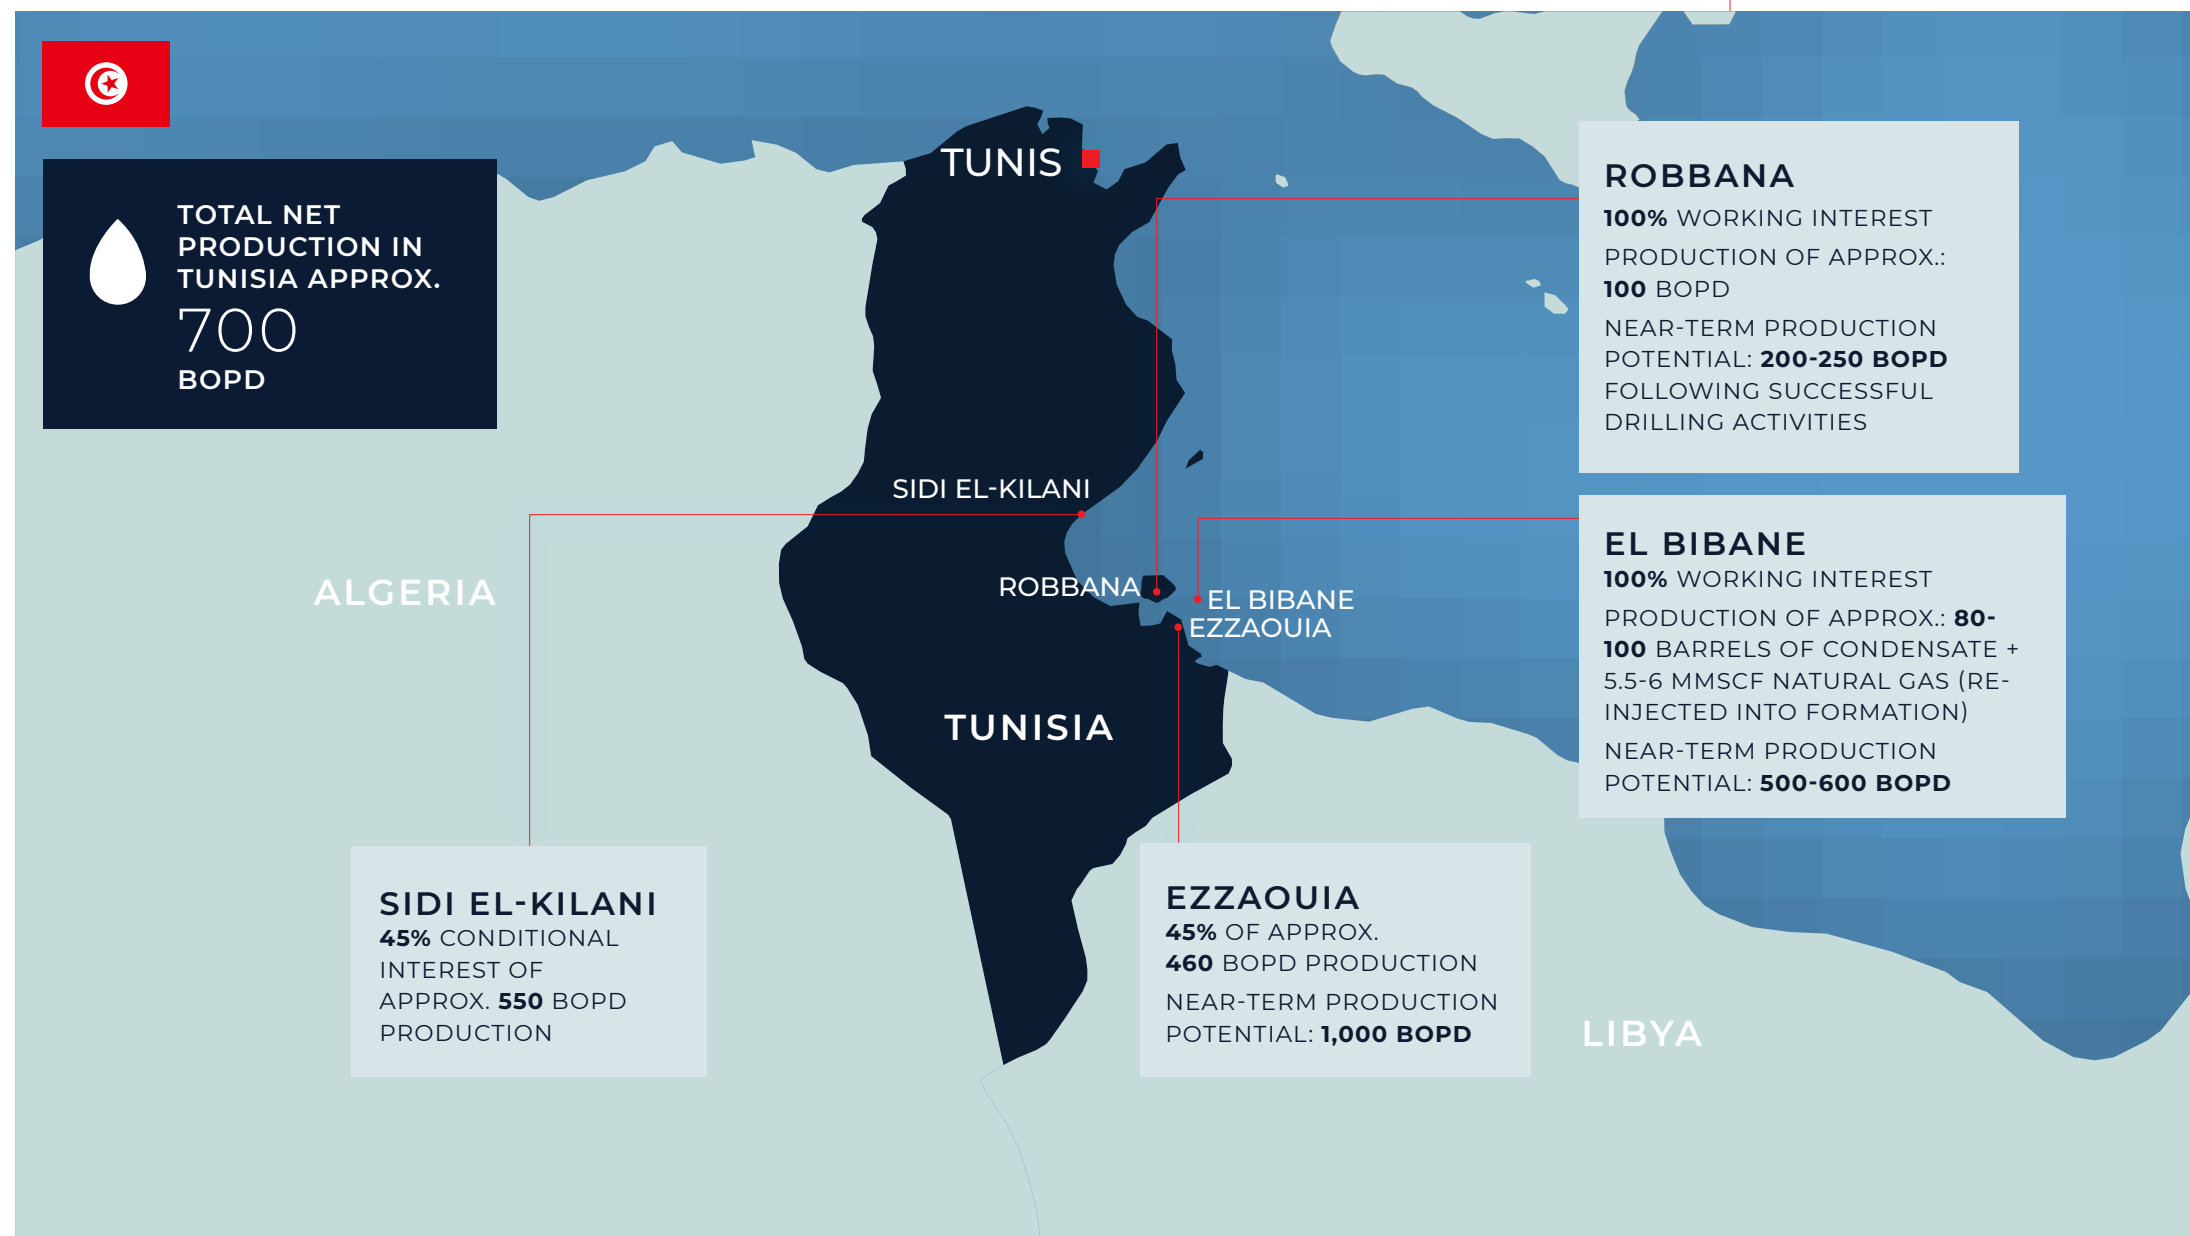 TOTAL NET
PRODUCTION IN
TUNISIA APPROX.
700
BOPD
TUNIS
SIDI EL-KILANI
ROBBANA
EL BIBANE
EZZAOUIA
ALGERIA
TUNISIA
LIBYA
ROBBANA
100% WORKING INTEREST
PRODUCTION OF APPROX.:
100 BOPD
NEAR-TERM PRODUCTION
POTENTIAL: 200-250 BOPD
FOLLOWING SUCCESSFUL
DRILLING ACTIVITIES
EL BIBANE
100% WORKING INTEREST
PRODUCTION OF APPROX.: 80-
100 BARRELS OF CONDENSATE +
5.5-6 MMSCF NATURAL GAS (RE-
INJECTED INTO FORMATION)
NEAR-TERM PRODUCTION
POTENTIAL: 500-600 BOPD
SIDI EL-KILANI
45% CONDITIONAL
INTEREST OF
APPROX. 550 BOPD
PRODUCTION
EZZAOUIA
45% OF APPROX.
460 BOPD PRODUCTION
NEAR-TERM PRODUCTION
POTENTIAL: 1,000 BOPD